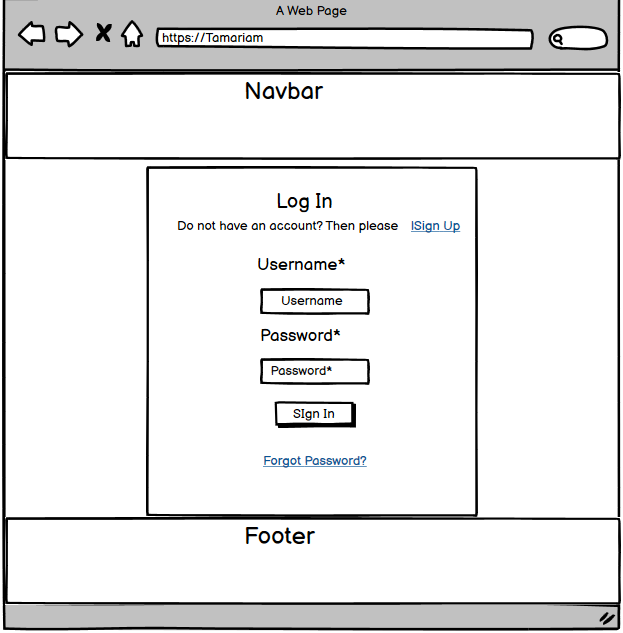 A Web Page
https://Tamariam
Navbar
Log In
Do not have an account? Then please ISign Up
Username*
Username
Password*
Password*
SIgn In
Forgot Password?
Footer